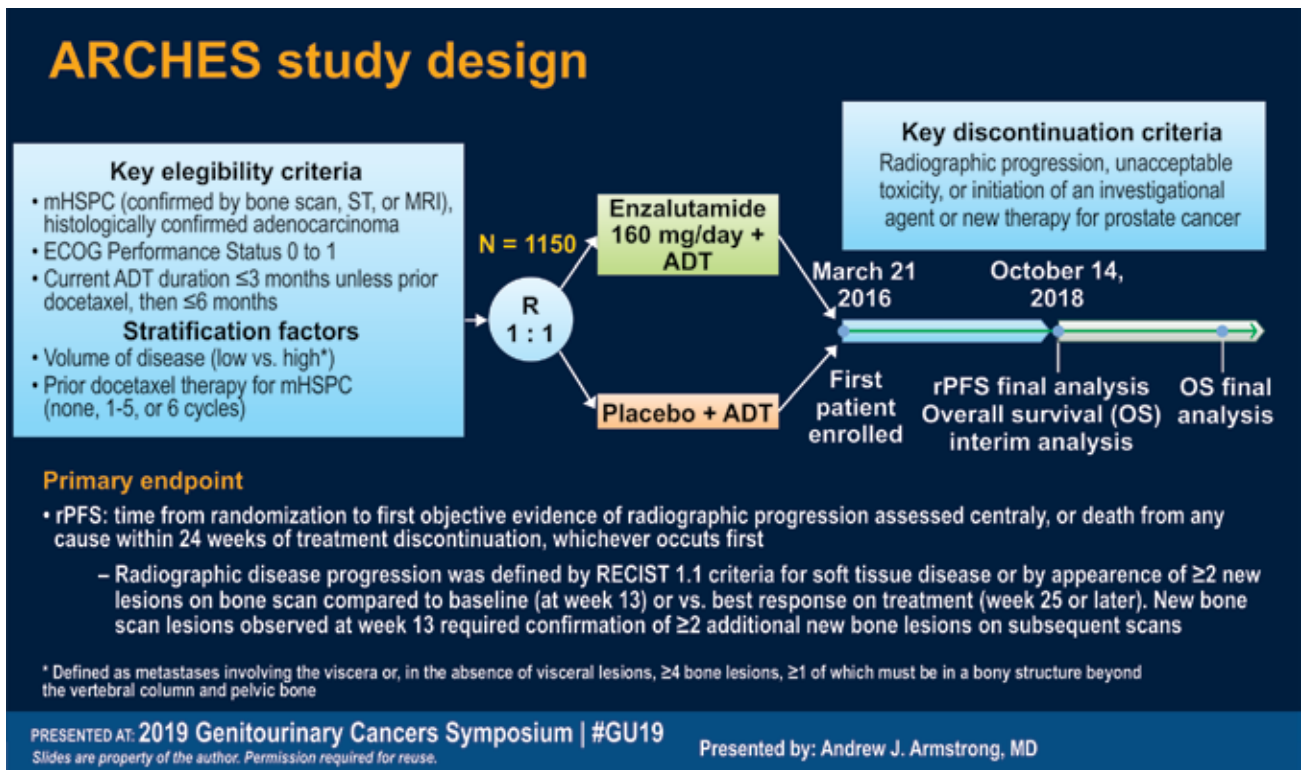 ARCHES study design
Key elegibility criteria
• mHSPC (confirmed by bone scan, ST, or MRI),
histologically confirmed adenocarcinoma
• ECOG Performance Status 0 to 1
• Current ADT duration ≤3 months unless prior
docetaxel, then ≤6 months
Stratification factors
• Volume of disease (low vs. high*)
• Prior docetaxel therapy for mHSPC
(none, 1-5, or 6 cycles)
N = 1150
R
1 : 1
Enzalutamide
160 mg/day +
ADT
Placebo + ADT
Key discontinuation criteria
Radiographic progression, unacceptable
toxicity, or initiation of an investigational
agent or new therapy for prostate cancer
March 21
2016
October 14,
2018
First
patient
enrolled
rPFS final analysis
Overall survival (OS)
interim analysis
OS final
analysis
Primary endpoint
• rPFS: time from randomization to first objective evidence of radiographic progression assessed centraly, or death from any
cause within 24 weeks of treatment discontinuation, whichever occuts first
– Radiographic disease progression was defined by RECIST 1.1 criteria for soft tissue disease or by appearence of ≥2 new
lesions on bone scan compared to baseline (at week 13) or vs. best response on treatment (week 25 or later). New bone
scan lesions observed at week 13 required confirmation of ≥2 additional new bone lesions on subsequent scans
* Defined as metastases involving the viscera or, in the absence of visceral lesions, ≥4 bone lesions, ≥1 of which must be in a bony structure beyond
the vertebral column and pelvic bone
PRESENTED AT: 2019 Genitourinary Cancers Symposium | #GU19
Slides are property of the author. Permission required for reuse.
Presented by: Andrew J. Armstrong, MD